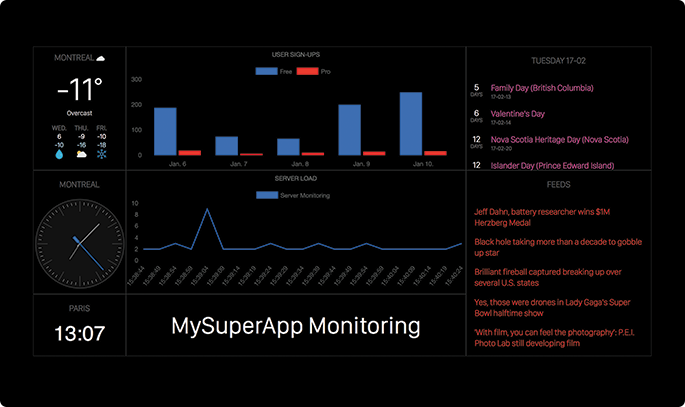 MONTREAL
-11°
Overcast
WED. THU. FRI.
6 -9 -10
-10 -16 -18
USER SIGN-UPS
Free Pro
300
200
100
0
Jan. 6 Jan, 7 Jan. 8 Jan. 9 Jan 10.
TUESDAY 17-02
5 DAYS Family Day (British Columbia)
17-02-13
6 DAYS Valentine's Day
17-02-14
12 DAYS Nova Scotia Heritage Day (Nova Scotia)
17-02-20
12 Islander Day (Prince Edward Island)
MONTREAL
SERVER LOAD
Server Monitoring
10
8
6
4
2
0
15:38:44 15:38:49 15:38:54 15:38:59 15:39:04 15:39:09 15:39:14 15:39:19 15:39:24 15:39:29 15:39:34 15:39:39 15:39:44 15:39:49 15:39:54 15:39:59 15:40:04 15:40:09 15:40:14 15:40:19 15:40:24
FEEDS
Jeff Dahn, battery researcher wins $1M
Herzberg Medal
Black hole taking more than a decade to gobble
up star
Brilliant fireball captured breaking up over
several U.S. states
Yes, those were drones in Lady Gaga's Super
Bowl halftime show
'With film, you can feel the photography': P.E.I.
Photo Lab still developing film
PARIS
13:07
MySuperApp Monitoring